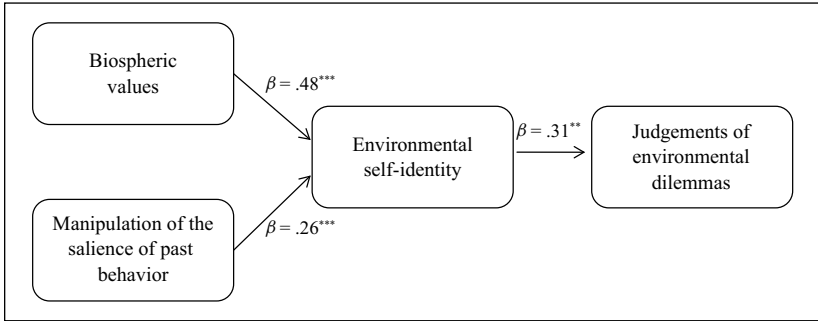 Biospheric
values
β = .48***
Environmental
self-identity
β = .31**
Judgements of
environmental
dilemmas
Manipulation of the
salience of past
behavior
β = .26***